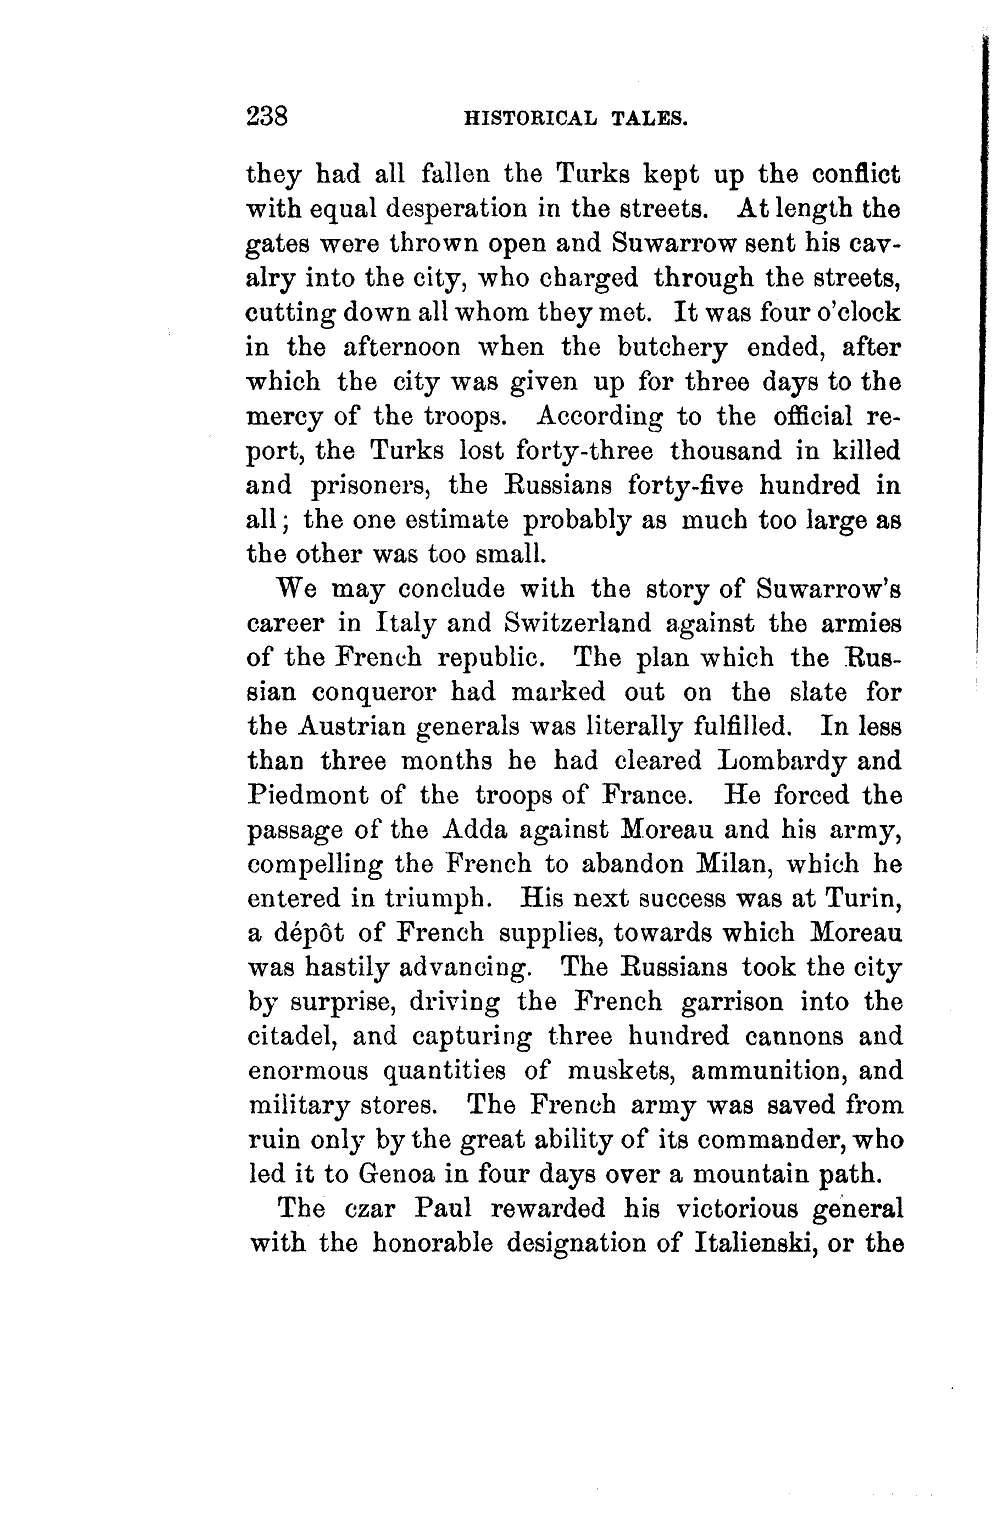 238 HISTORICAL TALES.
they had all fallen the Turks kept up the conflict
with equal desperation in the streets. At length the
gates were thrown open and Suwarrow sent his cav-
alry into the city, who charged through the streets,
cutting down all whom they met. It was four o'clock
in the afternoon when the butchery ended, after
which the city was given up for three days to the
mercy of the troops. According to the official re-
port, the Turks lost forty-three thousand in killed
and prisoners, the Russians forty-five hundred in
all; the one estimate probably as much too large as
the other was too small.
We may conclude with the story of Suwarrow's
career in Italy and Switzerland against the armies
of the French republic. The plan which the Rus-
sian conqueror had marked out on the slate for
the Austrian generals was literally fulfilled. In less
than three months he had cleared Lombardy and
Piedmont of the troops of France. He forced the
passage of the Adda against Moreau and his army,
compelling the French to abandon Milan, which he
entered in triumph. His next success was at Turin,
a dépôt of French supplies, towards which Moreau
was hastily advancing. The Russians took the city
by surprise, driving the French garrison into the
citadel, and capturing three hundred cannons and
enormous quantities of muskets, ammunition, and
military stores. The French army was saved from
ruin only by the great ability of its commander, who
led it to Genoa in four days over a mountain path.
The czar Paul rewarded his victorious general
with the honorable designation of Italienski, or the